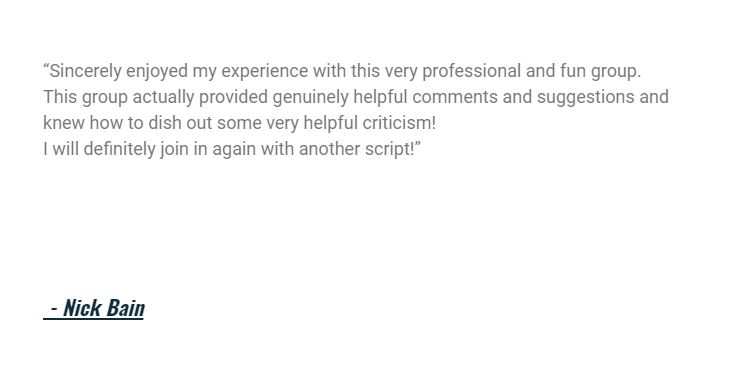 “Sincerely enjoyed my experience with this very professional and fun group.
This group actually provided genuinely helpful comments and suggestions and
knew how to dish out some very helpful criticism!
I will definitely join in again with another script!”
- Nick Bain